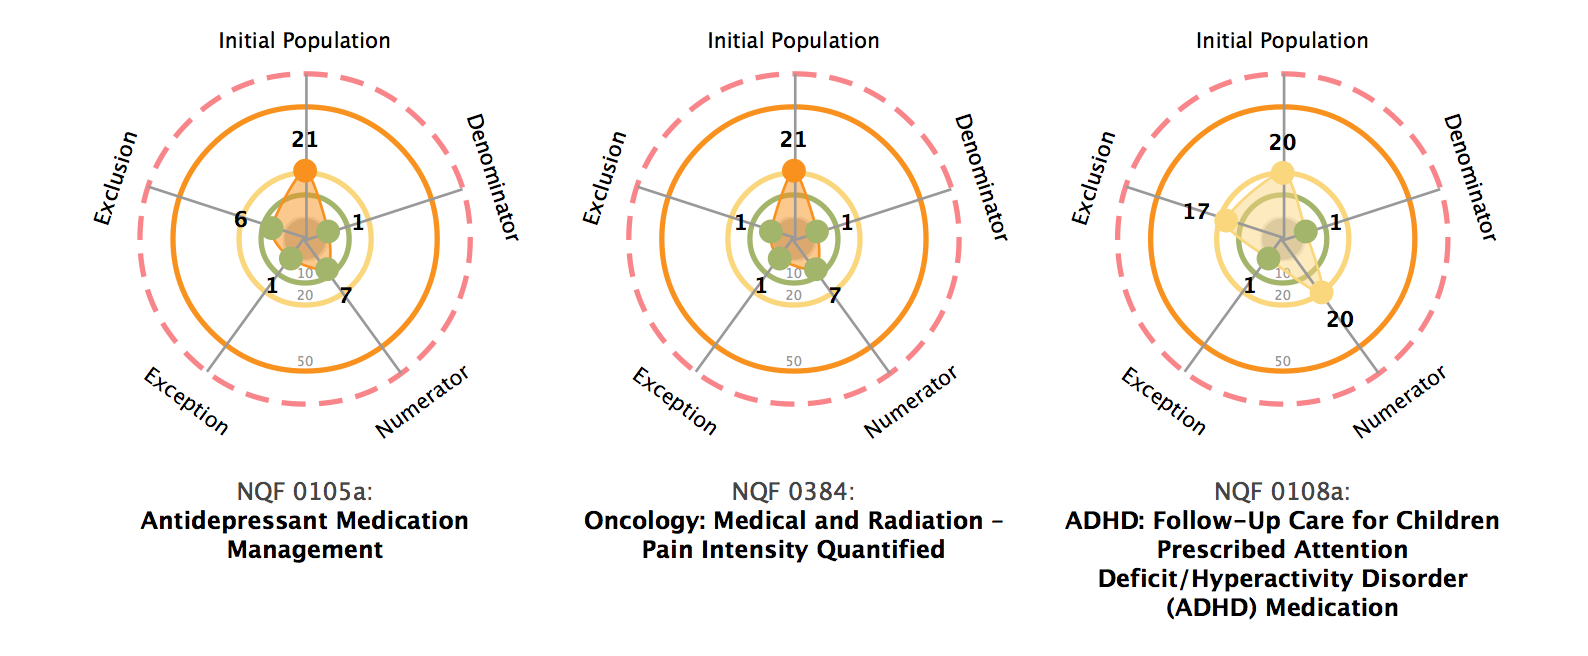 Initial Population
Denominator
Numerator
Exception
Exclusion
21
1
7
1
6
10
20
50
NQF 0105a:
Antidepressant Medication
Management
Initial Population
Denominator
Numerator
Exception
Exclusion
21
1
7
1
1
10
20
50
NQF 0384:
Oncology: Medical and Radiation –
Pain Intensity Quantified
Initial Population
Denominator
Numerator
Exception
Exclusion
20
1
20
1
17
10
20
50
NQF 0108a:
ADHD: Follow-Up Care for Children
Prescribed Attention
Deficit/Hyperactivity Disorder
(ADHD) Medication